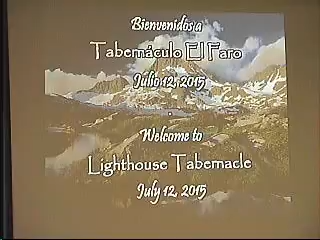 Bienvenidos a
Tabernáculo El Faro
Julio 12, 2015
Welcome to
Lighthouse Tabernacle
July 12, 2015